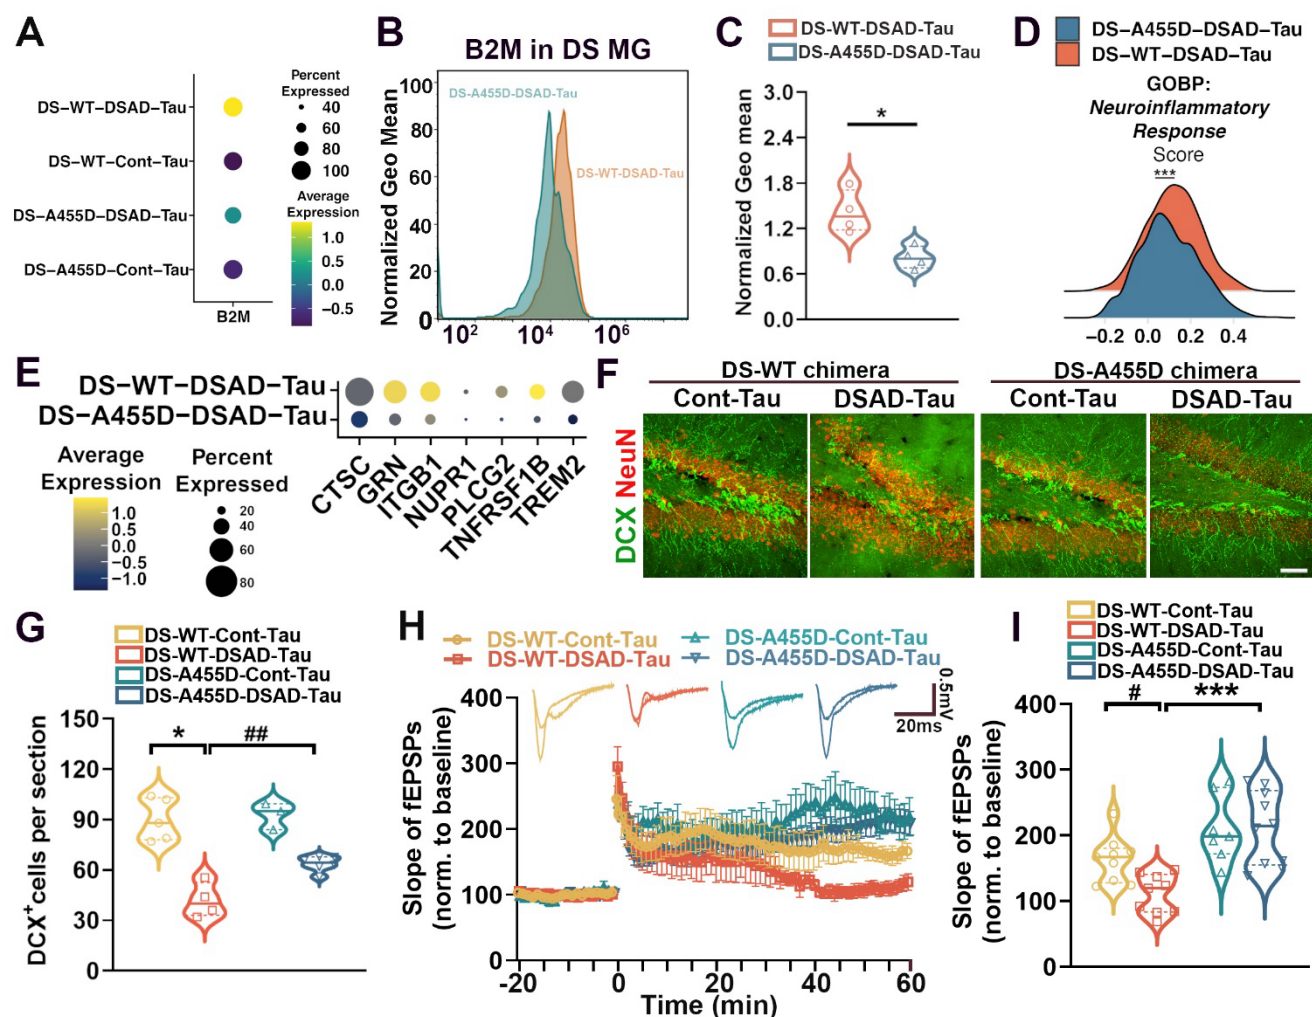 A
DS–WT–DSAD–Tau
DS–WT–Cont–Tau
DS–A455D–DSAD–Tau
DS–A455D–Cont–Tau
B2M
Percent
Expressed
40
60
80
100
Average
Expression
1.0
0.5
0.0
−0.5
B
B2M in DS MG
Normalized Geo Mean
100
80
60
40
20
0
DS-A455D-DSAD-Tau
DS-WT-DSAD-Tau
10²
10⁴
10⁶
C
DS-WT-DSAD-Tau
DS-A455D-DSAD-Tau
Normalized Geo mean
3.0
2.4
1.8
1.2
0.6
0.0
*
D
DS–A455D–DSAD–Tau
DS–WT–DSAD–Tau
GOBP:
Neuroinflammatory
Response
Score
***
−0.2 0.0 0.2 0.4
E
DS–WT–DSAD–Tau
DS–A455D–DSAD–Tau
CTSC
GRN
ITGB1
NUPR1
PLCG2
TNFRSF1B
TREM2
Average
Expression
1.0
0.5
0.0
−0.5
−1.0
Percent
Expressed
20
40
60
80
F
DS-WT chimera
DS-A455D chimera
Cont-Tau
DSAD-Tau
Cont-Tau
DSAD-Tau
DCX NeuN
G
DS-WT-Cont-Tau
DS-WT-DSAD-Tau
DS-A455D-Cont-Tau
DS-A455D-DSAD-Tau
DCX⁺cells per section
150
120
90
60
30
0
*
##
H
DS-WT-Cont-Tau
DS-A455D-Cont-Tau
DS-WT-DSAD-Tau
DS-A455D-DSAD-Tau
0.5mV
20ms
Slope of fEPSPs
(norm. to baseline)
400
300
200
100
0
-20 0 20 40 60
Time (min)
I
DS-WT-Cont-Tau
DS-WT-DSAD-Tau
DS-A455D-Cont-Tau
DS-A455D-DSAD-Tau
#
***
Slope of fEPSPs
(norm. to baseline)
400
300
200
100
0